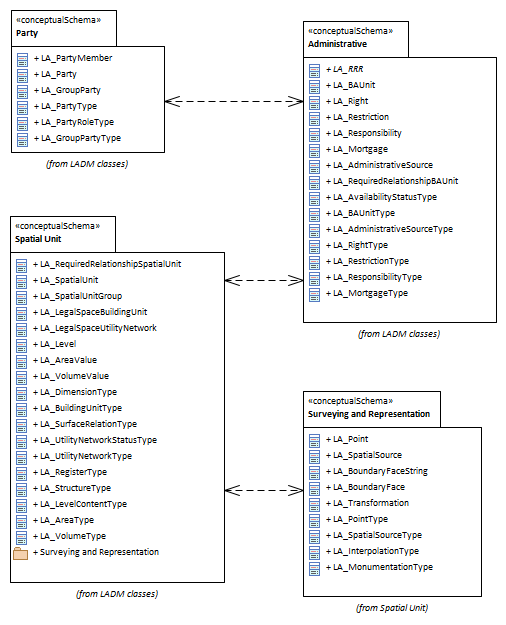 «conceptualSchema»
Party
+ LA_PartyMember
+ LA_Party
+ LA_GroupParty
+ LA_PartyType
+ LA_PartyRoleType
+ LA_GroupPartyType
(from LADM classes)
«conceptualSchema»
Administrative
+ LA_RRR
+ LA_BAUnit
+ LA_Right
+ LA_Restriction
+ LA_Responsibility
+ LA_Mortgage
+ LA_AdministrativeSource
+ LA_RequiredRelationshipBAUnit
+ LA_AvailabilityStatusType
+ LA_BAUnitType
+ LA_AdministrativeSourceType
+ LA_RightType
+ LA_RestrictionType
+ LA_ResponsibilityType
+ LA_MortgageType
(from LADM classes)
«conceptualSchema»
Spatial Unit
+ LA_RequiredRelationshipSpatialUnit
+ LA_SpatialUnit
+ LA_SpatialUnitGroup
+ LA_LegalSpaceBuildingUnit
+ LA_LegalSpaceUtilityNetwork
+ LA_Level
+ LA_AreaValue
+ LA_VolumeValue
+ LA_DimensionType
+ LA_BuildingUnitType
+ LA_SurfaceRelationType
+ LA_UtilityNetworkStatusType
+ LA_UtilityNetworkType
+ LA_RegisterType
+ LA_StructureType
+ LA_LevelContentType
+ LA_AreaType
+ LA_VolumeType
+ Surveying and Representation
(from LADM classes)
«conceptualSchema»
Surveying and Representation
+ LA_Point
+ LA_SpatialSource
+ LA_BoundaryFaceString
+ LA_BoundaryFace
+ LA_Transformation
+ LA_PointType
+ LA_SpatialSourceType
+ LA_InterpolationType
+ LA_MonumentationType
(from Spatial Unit)